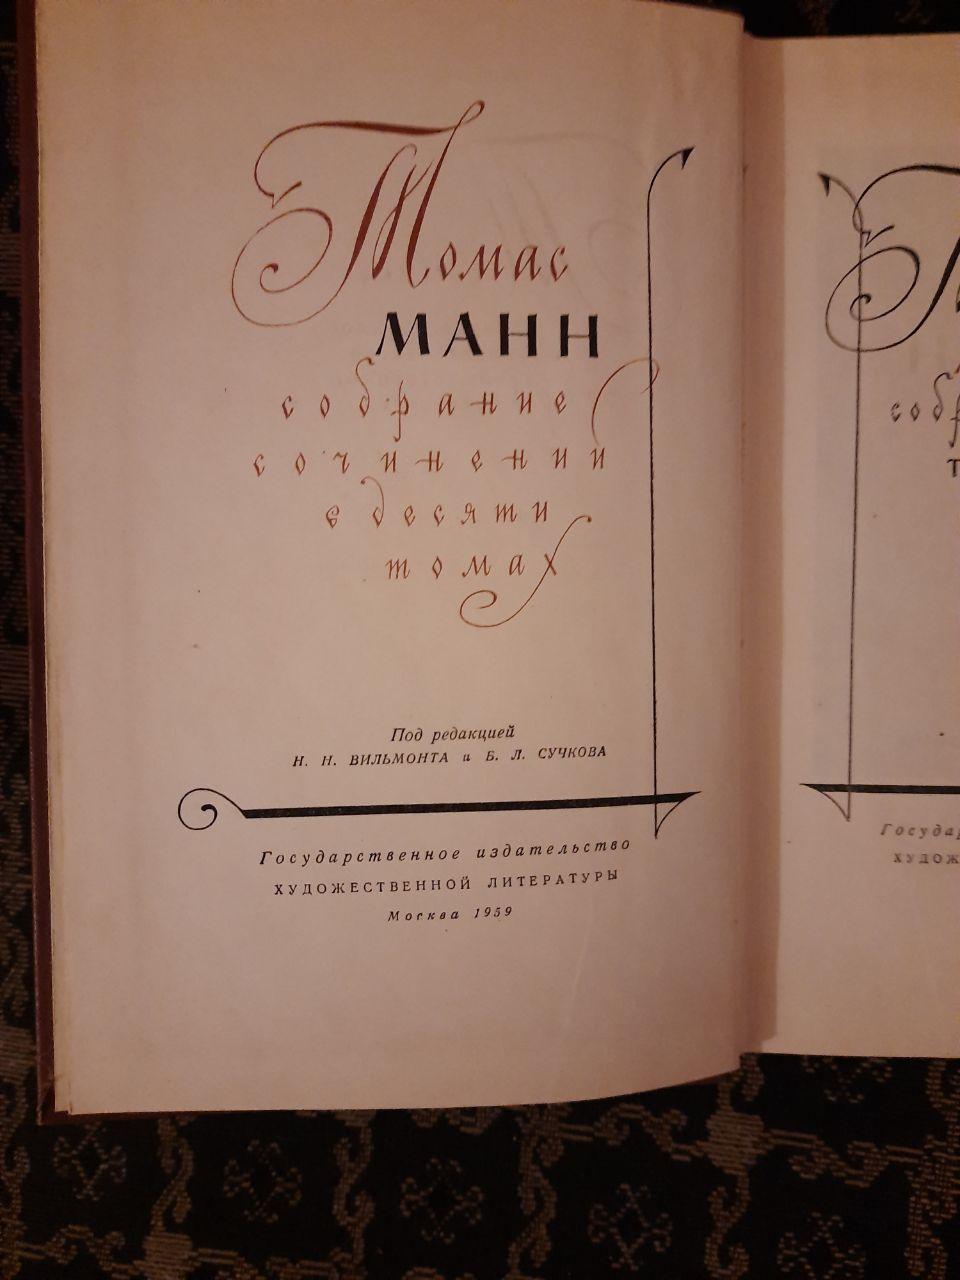 Томас
МАНН
собрание
сочинений
в десяти
томах
Под редакцией
Н. Н. ВИЛЬМОНТА и Б. Л. СУЧКОВА
Государственное издательство
ХУДОЖЕСТВЕННОЙ ЛИТЕРАТУРЫ
Москва 1959